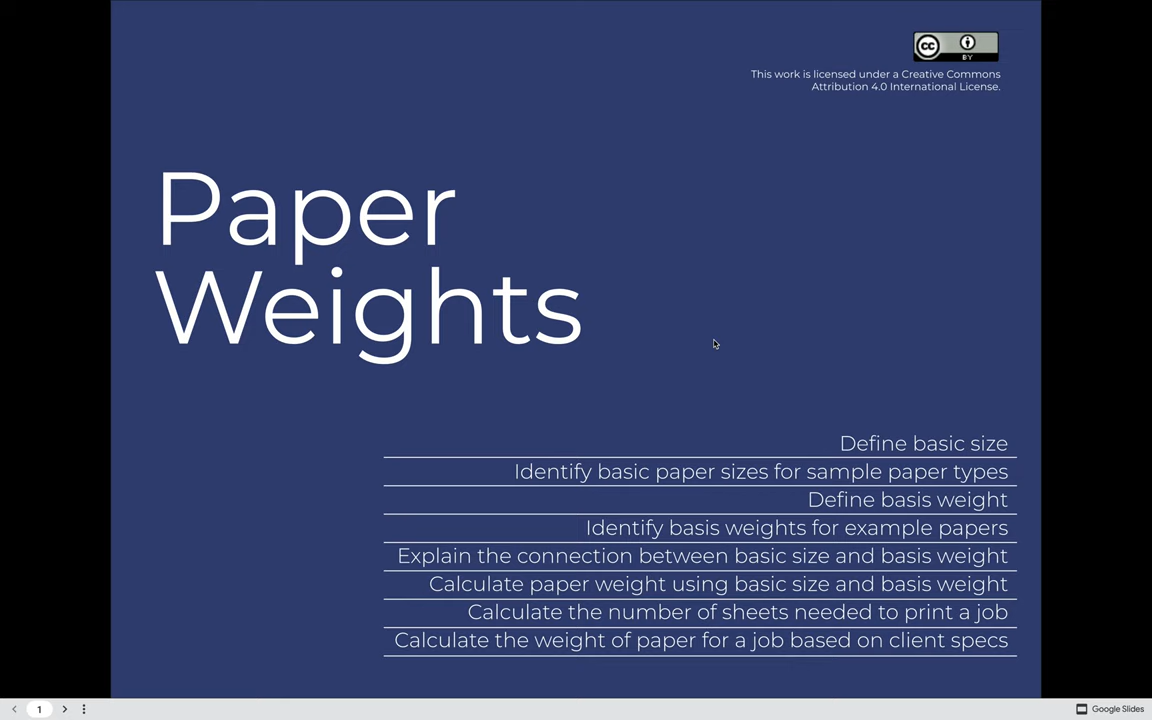 cc
BY
This work is licensed under a Creative Commons
Attribution 4.0 International License.
Paper
Weights
Define basic size
Identify basic paper sizes for sample paper types
Define basis weight
Identify basis weights for example papers
Explain the connection between basic size and basis weight
Calculate paper weight using basic size and basis weight
Calculate the number of sheets needed to print a job
Calculate the weight of paper for a job based on client specs
1
Google Slides